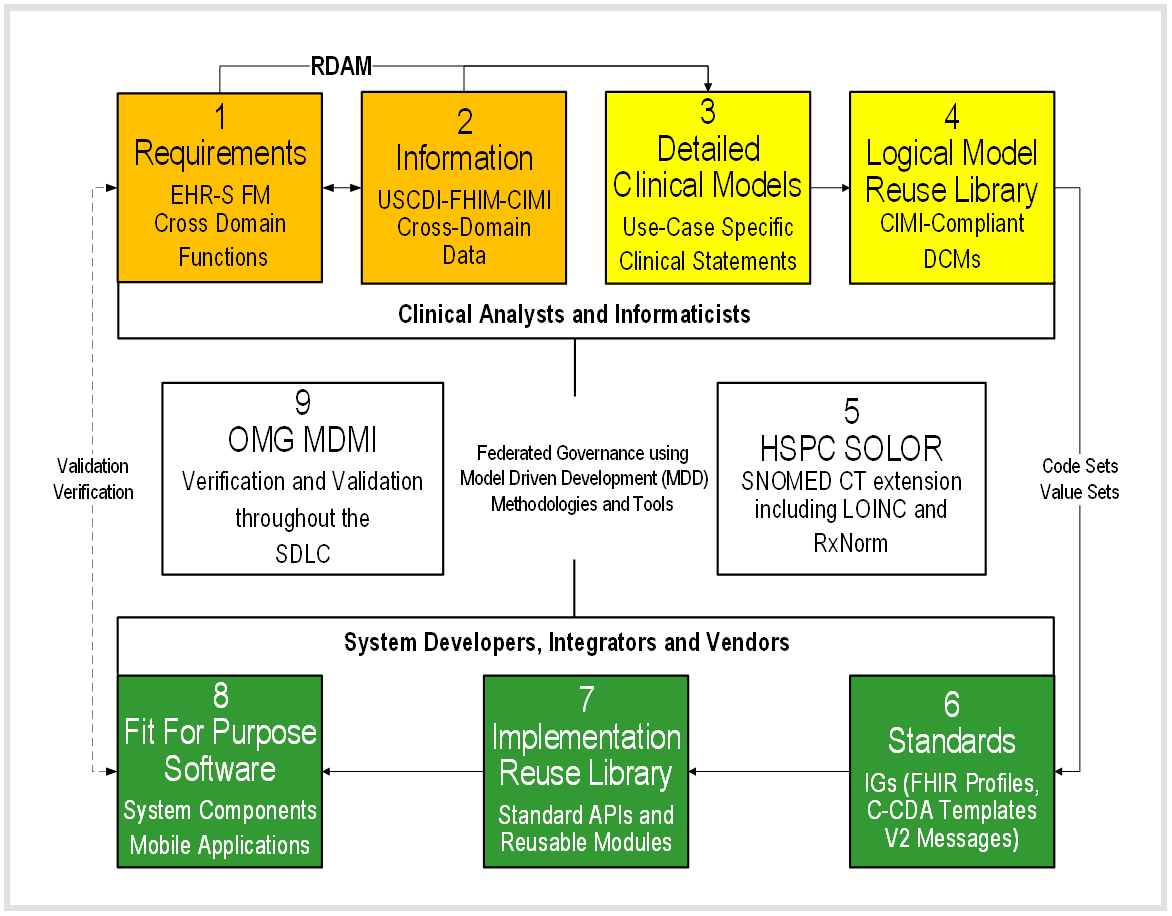 RDAM
1
Requirements
EHR-S FM
Cross Domain
Functions
2
Information
USCDI-FHIM-CIMI
Cross-Domain
Data
3
Detailed
Clinical Models
Use-Case Specific
Clinical Statements
4
Logical Model
Reuse Library
CIMI-Compliant
DCMs
Clinical Analysts and Informaticists
Validation
Verification
9
OMG MDMI
Verification and Validation
throughout the
SDLC
Federated Governance using
Model Driven Development (MDD)
Methodologies and Tools
5
HSPC SOLOR
SNOMED CT extension
including LOINC and
RxNorm
Code Sets
Value Sets
System Developers, Integrators and Vendors
8
Fit For Purpose
Software
System Components
Mobile Applications
7
Implementation
Reuse Library
Standard APIs and
Reusable Modules
6
Standards
IGs (FHIR Profiles,
C-CDA Templates
V2 Messages)